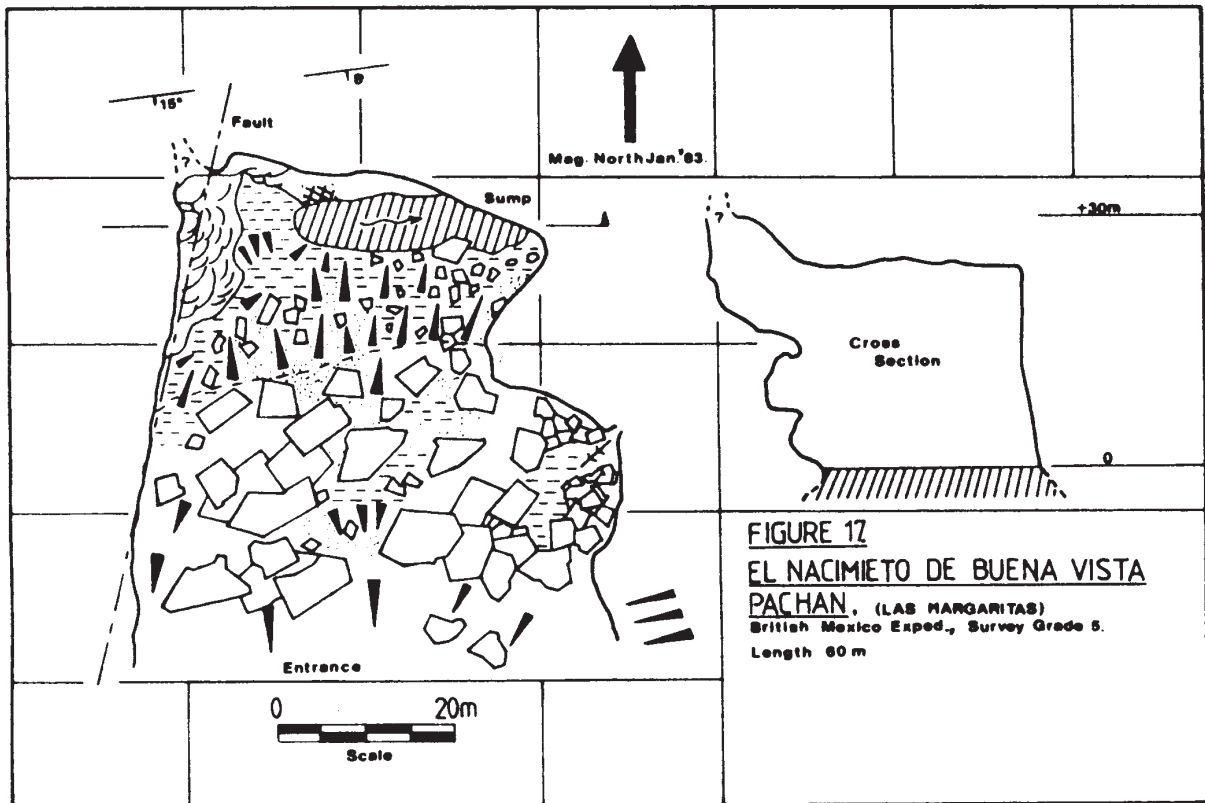 15°
8
Fault
?
Mag. North Jan.'83.
Sump
?
+30m
Cross
Section
0
FIGURE 17
EL NACIMIETO DE BUENA VISTA
PACHAN. (LAS MARGARITAS)
British Mexico Exped., Survey Grade 5.
Length 60 m
Entrance
0 20m
Scale